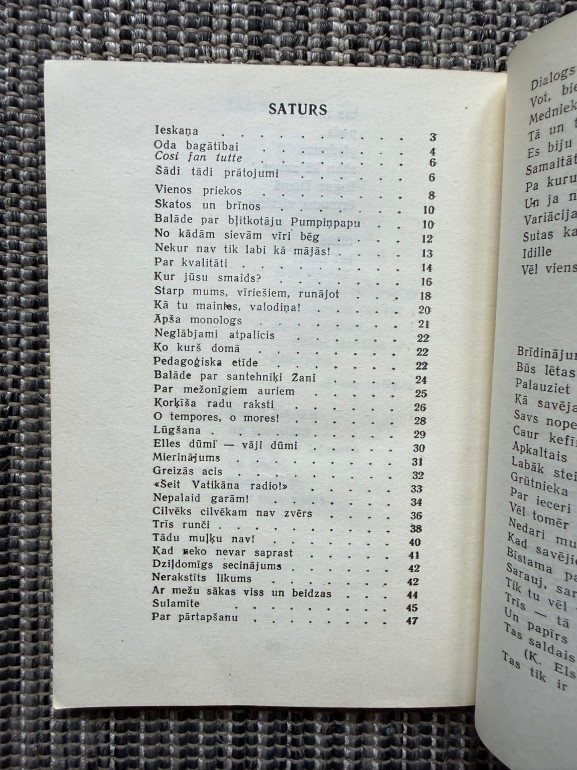 SATURS
Ieskaņa . . . . . . . . 3
Oda bagātībai . . . . . . . 4
Cosi fan tutte . . . . . . . 6
Šādi tādi prātojumi . . . . . . 6
Vienos priekos . . . . . . . 8
Skatos un brīnos . . . . . . 10
Balāde par bļitkotāju Pumpiņpapu . . 10
No kādām sievām vīri bēg . . . . 12
Nekur nav tik labi kā mājās! . . . . 13
Par kvalitāti . . . . . . . 14
Kur jūsu smaids? . . . . . . 16
Starp mums, vīriešiem, runājot . . . 18
Kā tu mainies, valodiņa! . . . . . 20
Āpša monologs . . . . . . . 21
Neglābjami atpalicis . . . . . . 22
Ko kurš domā . . . . . . . 22
Pedagoģiska etīde . . . . . . 22
Balāde par santehniķi Žani . . . . 24
Par mežonīgiem auriem . . . . . 25
Ķorķīša radu raksti . . . . . . 26
O tempores, o mores! . . . . . 28
Lūgšana . . . . . . . . 29
Elles dūmi — vāji dūmi . . . . . 30
Mierinājums . . . . . . . 31
Greizās acis . . . . . . . 32
«Šeit Vatikāna radio!» . . . . . 33
Nepalaid garām! . . . . . . 34
Cilvēks cilvēkam nav zvērs . . . . 36
Trīs runči . . . . . . . . 38
Tādu muļķu nav! . . . . . . 40
Kad neko nevar saprast . . . . . 41
Dziļdomīgs secinājums . . . . . 42
Nerakstīts likums . . . . . . 42
Ar mežu sākas viss un beidzas . . . 44
Sulamīte . . . . . . . . 45
Par pārtapšanu . . . . . . . 47
Dialogs
Vot, bie
Mednie
Tā un t
Es biju
Samaitāt
Pa kuru
Un ja n
Variācija
Sutas ka
Idille
Vēl viens
Brīdinājum
Būs lētas
Palauziet
Kā savēja
Savs nope
Caur kefīr
Apkaltais
Labāk stei
Grūtnieka
Par ieceri
Vēl tomēr
Nedari mu
Kad savējie
Bistama pa
Sarauj, sar
Tik tu vēl
Trīs — tā
Un papīrs
Tas saldais
(K. Els
Tas tik ir